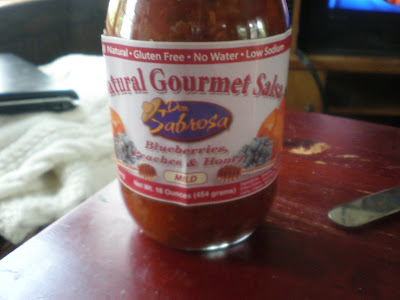 Natural • Gluten Free • No Water • Low Sodium
atural Gourmet Salsa
Sabrosa
Blueberries,
Peaches & Honey
MILD
Net Wt. 16 Ounces (454 grams)